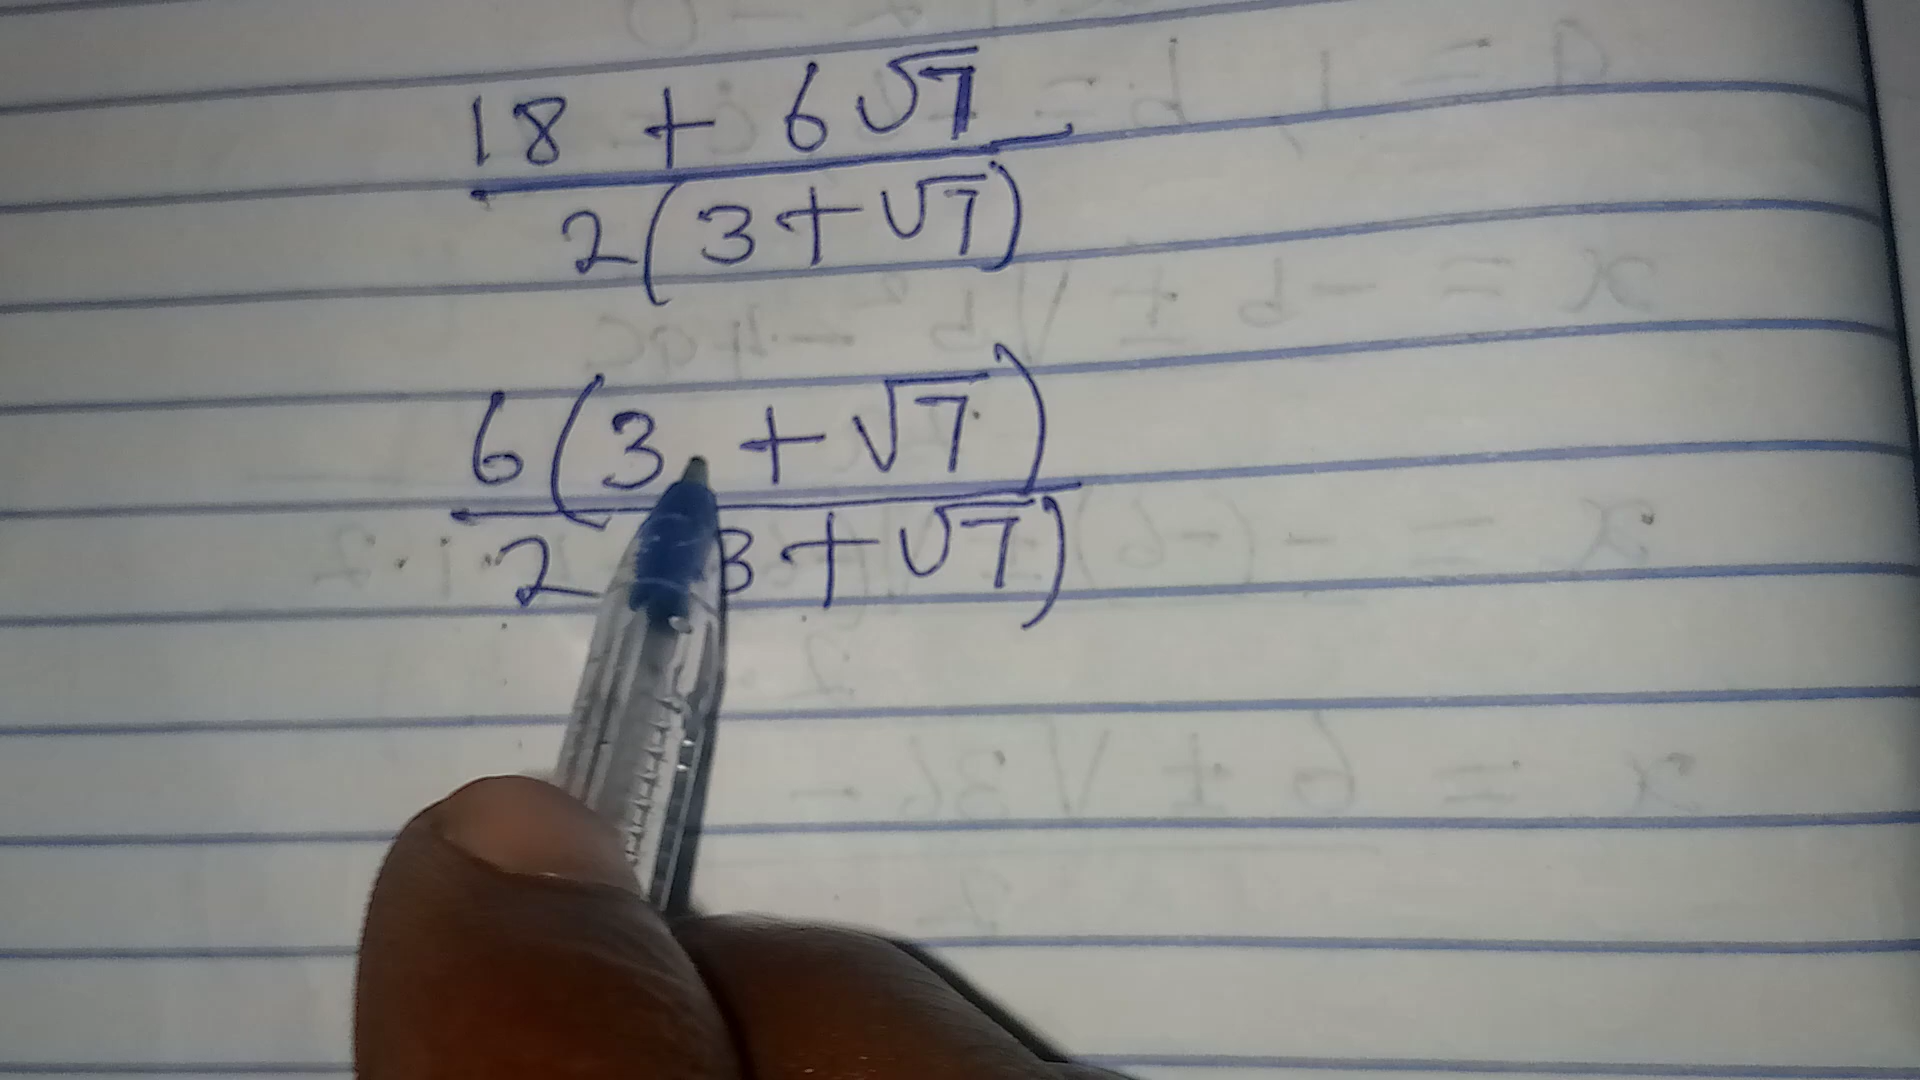 18 + 6√7
2(3+√7)
6(3 + √7)
2 3+√7)